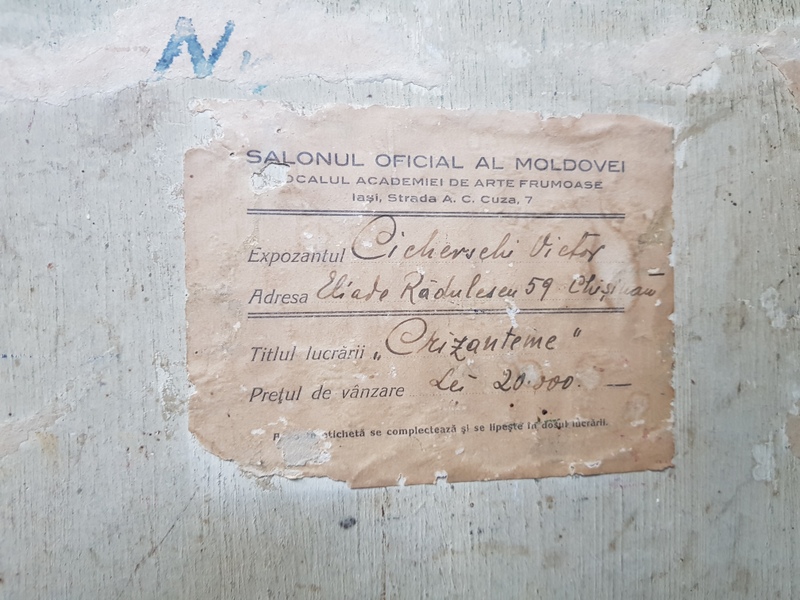 N.
SALONUL OFICIAL AL MOLDOVEI
LOCALUL ACADEMIEI DE ARTE FRUMOASE
Iași, Strada A. C. Cuza, 7
Expozantul Cicherschi Victor
Adresa Eliade Rădulescu 59 Chișinău
Titlul lucrării „Crizanteme"
Prețul de vânzare Lei 20.000. —
etichetă se complectează și se lipește în dosul lucrării.